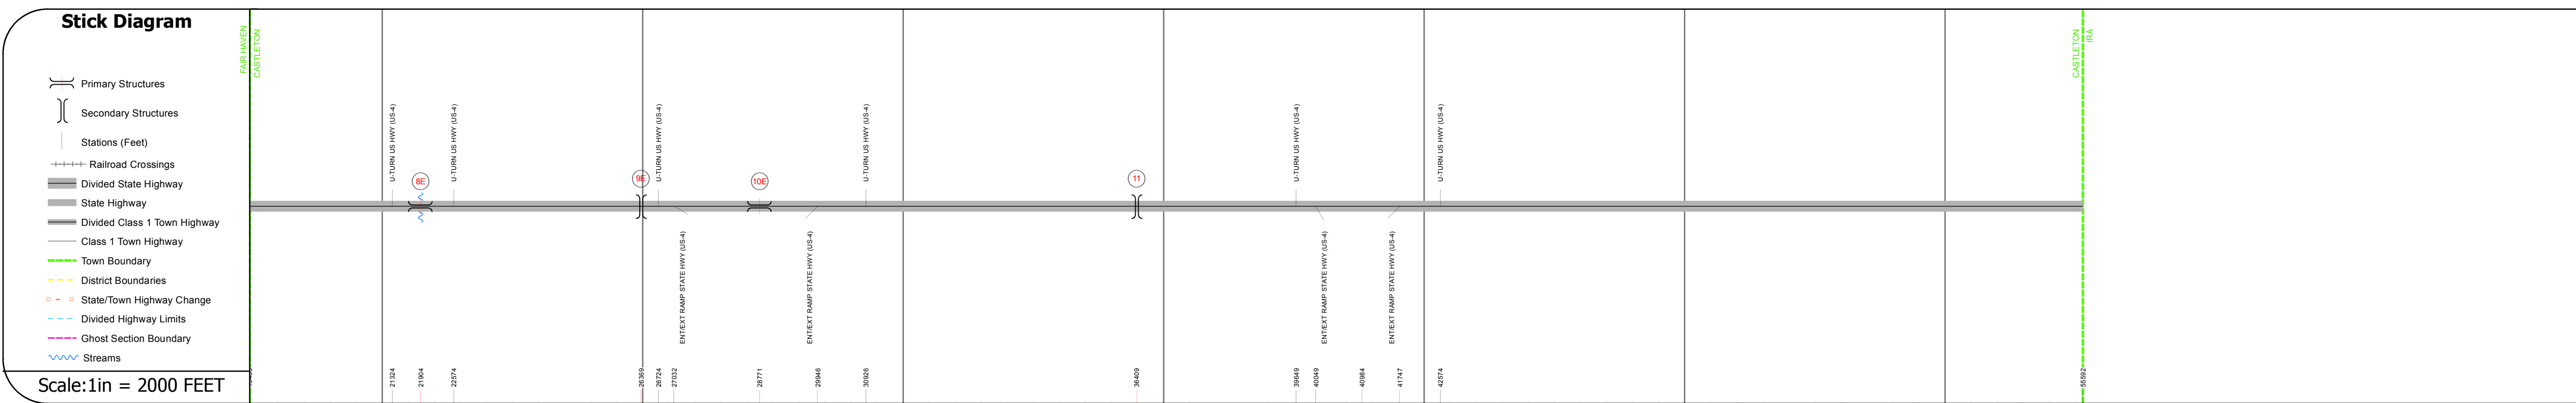 Stick Diagram
Primary Structures
Secondary Structures
Stations (Feet)
Railroad Crossings
Divided State Highway
State Highway
Divided Class 1 Town Highway
Class 1 Town Highway
Town Boundary
District Boundaries
State/Town Highway Change
Divided Highway Limits
Ghost Section Boundary
Streams
Scale:1in = 2000 FEET
FAIR HAVEN
CASTLETON
U-TURN US HWY (US-4)
8E
U-TURN US HWY (US-4)
9E
U-TURN US HWY (US-4)
10E
U-TURN US HWY (US-4)
11
U-TURN US HWY (US-4)
U-TURN US HWY (US-4)
CASTLETON
IRA
ENT/EXT RAMP STATE HWY (US-4)
ENT/EXT RAMP STATE HWY (US-4)
ENT/EXT RAMP STATE HWY (US-4)
ENT/EXT RAMP STATE HWY (US-4)
21324
21904
22574
26369
26724
27032
28771
29946
30926
36409
39649
40049
40984
41747
42574
55592